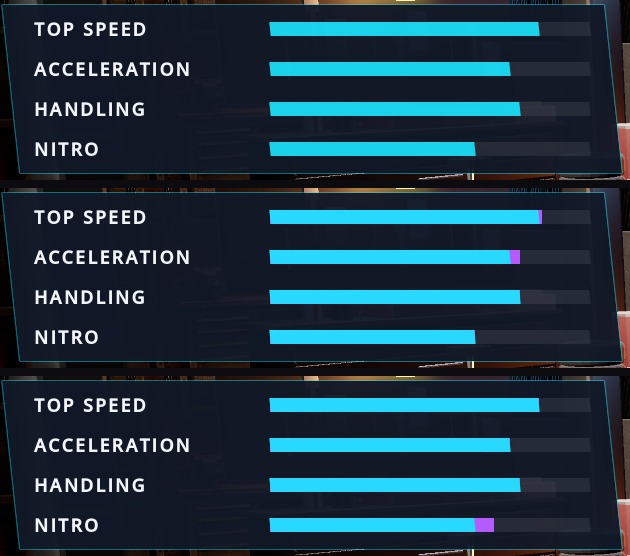 TOP SPEED
ACCELERATION
HANDLING
NITRO
TOP SPEED
ACCELERATION
HANDLING
NITRO
TOP SPEED
ACCELERATION
HANDLING
NITRO